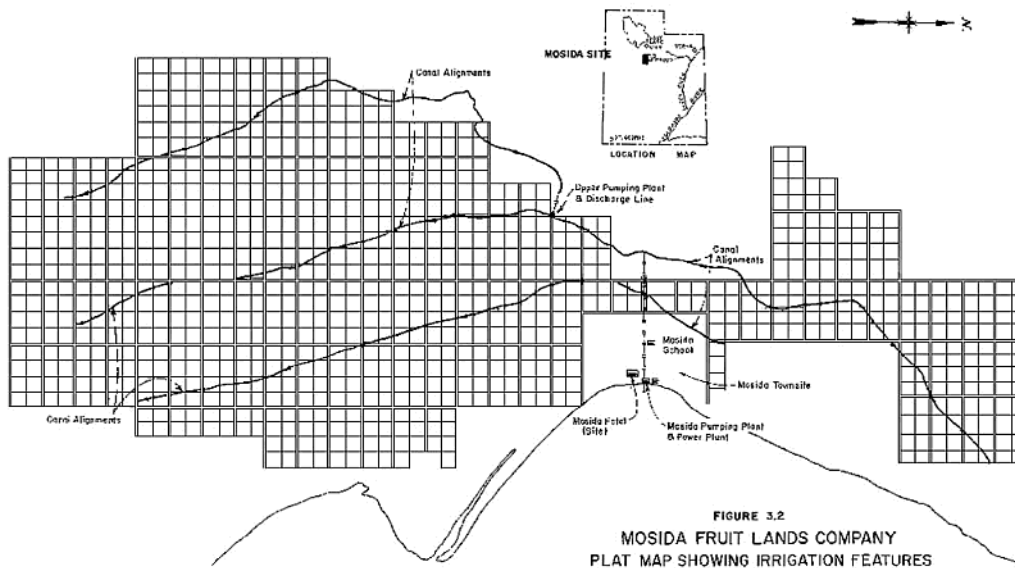 N.
MOSIDA SITE
LOCATION MAP
Canal Alignments
Upper Pumping Plant
& Discharge Line
Canal
Alignments
Mosida
School
Mosida Townsite
Canal Alignments
Mosida Hotel
(Site)
Mosida Pumping Plant
& Power Plant
FIGURE 3.2
MOSIDA FRUIT LANDS COMPANY
PLAT MAP SHOWING IRRIGATION FEATURES